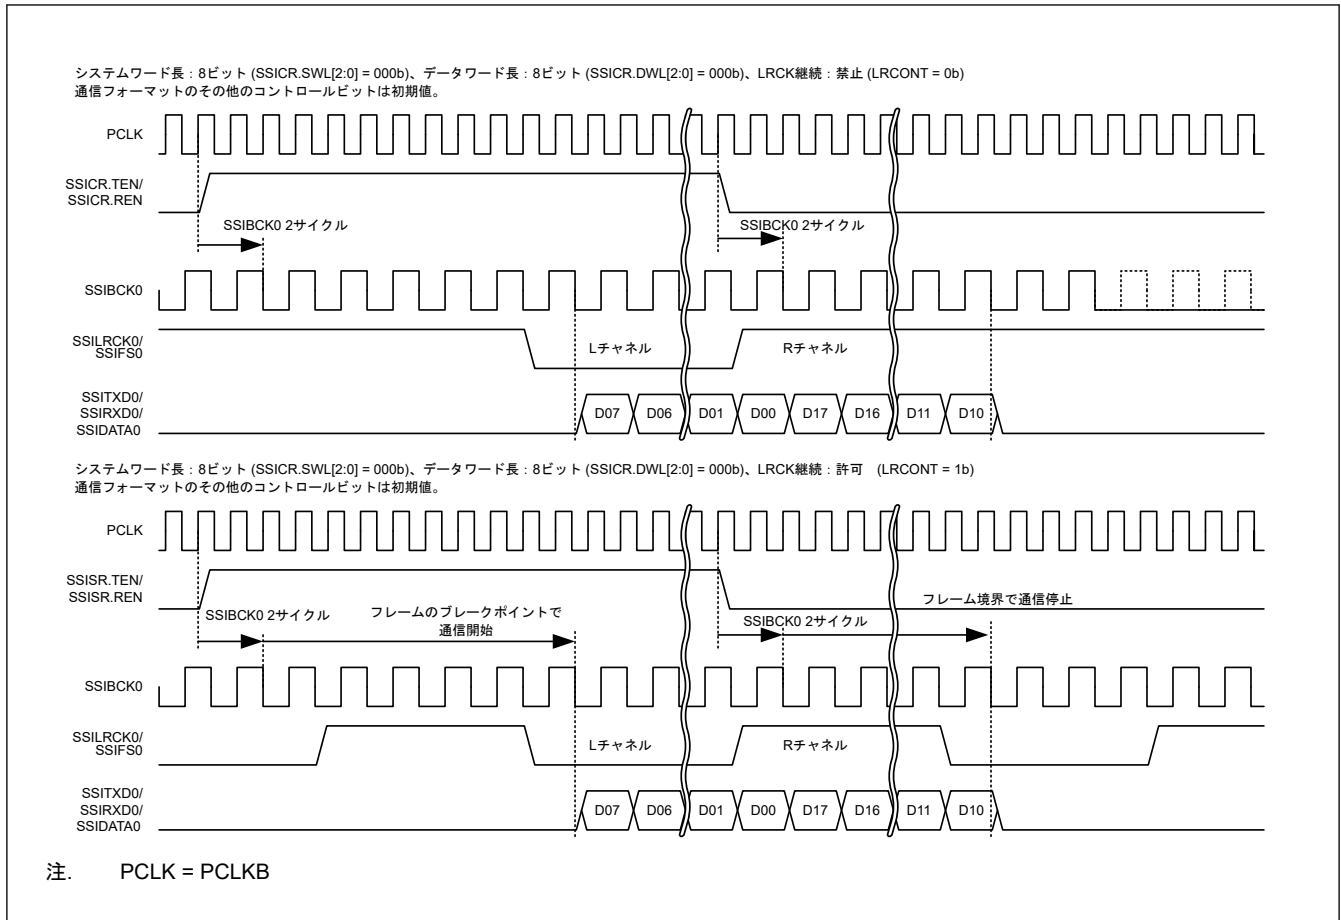 システムワード長：8ビット (SSICR.SWL[2:0] = 000b)、データワード長：8ビット (SSICR.DWL[2:0] = 000b)、LRCK継続：禁止 (LRCONT = 0b)
通信フォーマットのその他のコントロールビットは初期値。
PCLK
SSICR.TEN/
SSICR.REN
SSIBCK0 2サイクル
SSIBCK0 2サイクル
SSIBCK0
SSILRCK0/
SSIFS0
Lチャネル
Rチャネル
SSITXD0/
SSIRXD0/
SSIDATA0
D07 D06 D01 D00 D17 D16 D11 D10
システムワード長：8ビット (SSICR.SWL[2:0] = 000b)、データワード長：8ビット (SSICR.DWL[2:0] = 000b)、LRCK継続：許可　(LRCONT = 1b)
通信フォーマットのその他のコントロールビットは初期値。
PCLK
SSISR.TEN/
SSISR.REN
SSIBCK0 2サイクル
フレームのブレークポイントで
通信開始
SSIBCK0 2サイクル
フレーム境界で通信停止
SSIBCK0
SSILRCK0/
SSIFS0
Lチャネル
Rチャネル
SSITXD0/
SSIRXD0/
SSIDATA0
D07 D06 D01 D00 D17 D16 D11 D10
注.　PCLK = PCLKB